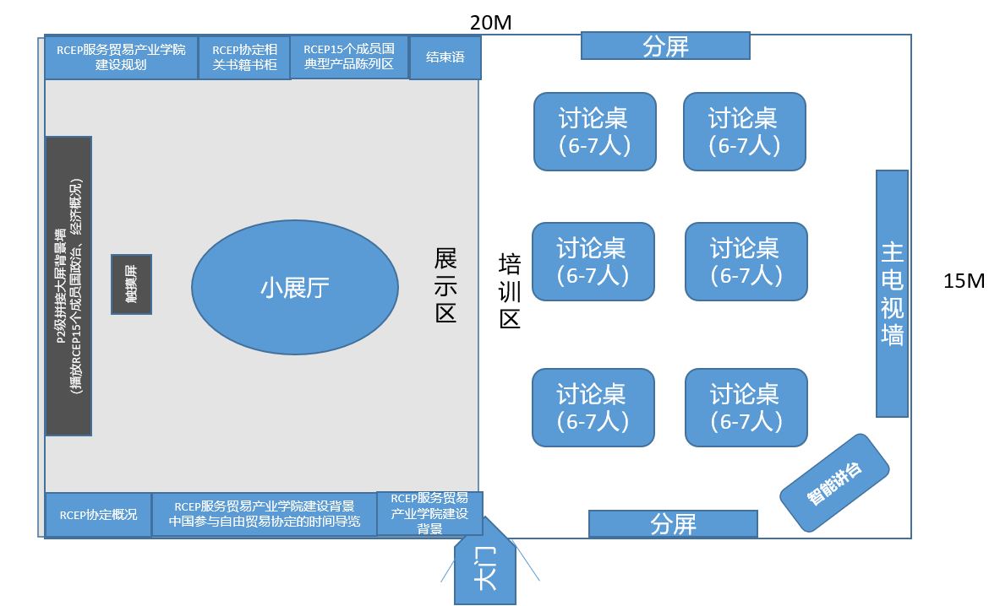 20M
RCEP服务贸易产业学院
建设规划
RCEP协定相
关书籍书柜
RCEP15个成员国
典型产品陈列区
结束语
分屏
讨论桌
（6-7人）
讨论桌
（6-7人）
P2级拼接大屏背景墙
（播放RCEP15个成员国政治、经济概况）
触摸屏
小展厅
展示区
培训区
讨论桌
（6-7人）
讨论桌
（6-7人）
主电视墙
15M
讨论桌
（6-7人）
讨论桌
（6-7人）
智能讲台
RCEP协定概况
RCEP服务贸易产业学院建设背景
中国参与自由贸易协定的时间导览
RCEP服务贸易
产业学院建设
背景
分屏
大门